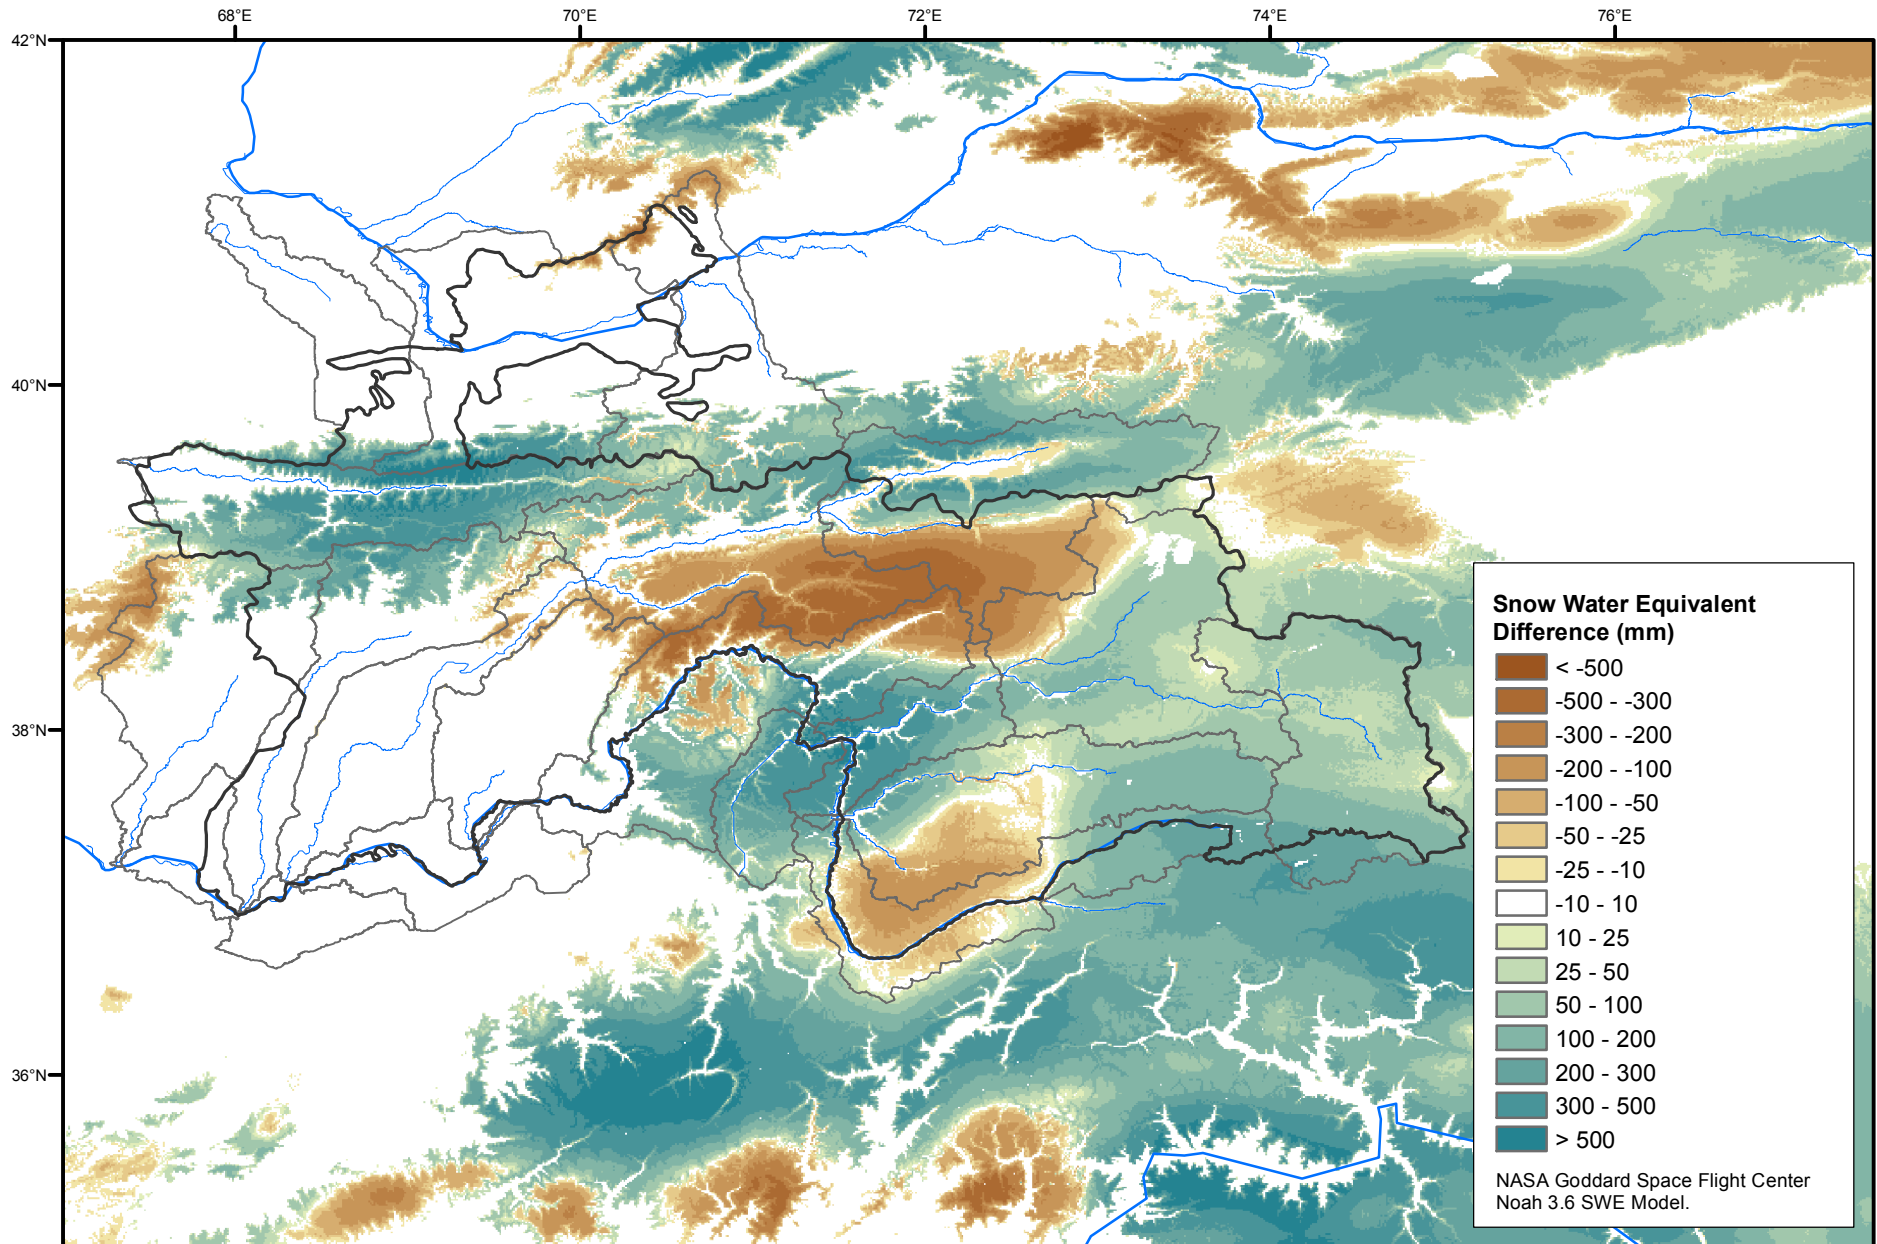 68°E
70°E
72°E
74°E
76°E
42°N
40°N
38°N
36°N
Snow Water Equivalent
Difference (mm)
< -500
-500 - -300
-300 - -200
-200 - -100
-100 - -50
-50 - -25
-25 - -10
-10 - 10
10 - 25
25 - 50
50 - 100
100 - 200
200 - 300
300 - 500
> 500
NASA Goddard Space Flight Center
Noah 3.6 SWE Model.